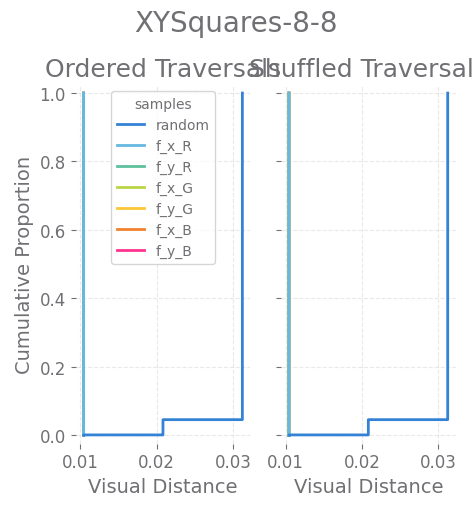 XYSquares-8-8
Ordered Traversals
Shuffled Traversals
samples
random
f_x_R
f_y_R
f_x_G
f_y_G
f_x_B
f_y_B
Cumulative Proportion
1.0
0.8
0.6
0.4
0.2
0.0
0.01 0.02 0.03
0.01 0.02 0.03
Visual Distance
Visual Distance